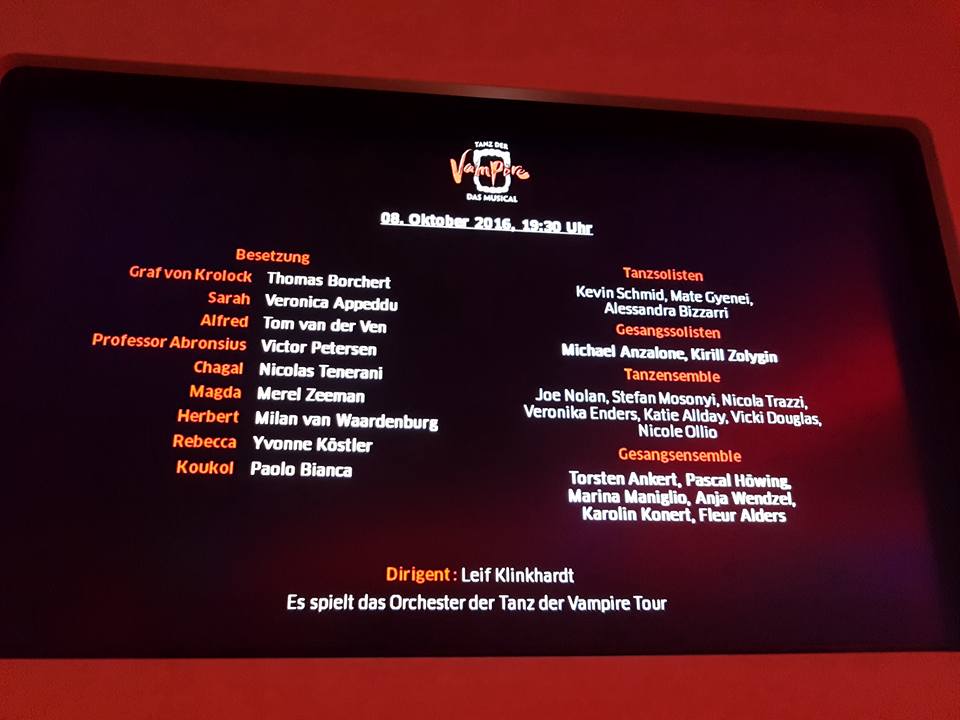 TANZ DER
Vampire
DAS MUSICAL
08. Oktober 2016, 19:30 Uhr
Besetzung
Graf von Krolock Thomas Borchert
Sarah Veronica Appeddu
Alfred Tom van der Ven
Professor Abronsius Victor Petersen
Chagal Nicolas Tenerani
Magda Merel Zeeman
Herbert Milan van Waardenburg
Rebecca Yvonne Köstler
Koukol Paolo Bianca
Tanzsolisten
Kevin Schmid, Mate Gyenei,
Alessandra Bizzarri
Gesangssolisten
Michael Anzalone, Kirill Zolygin
Tanzensemble
Joe Nolan, Stefan Mosonyi, Nicola Trazzi,
Veronika Enders, Katie Allday, Vicki Douglas,
Nicole Ollio
Gesangsensemble
Torsten Ankert, Pascal Höwing,
Marina Maniglio, Anja Wendzel,
Karolin Konert, Fleur Alders
Dirigent: Leif Klinkhardt
Es spielt das Orchester der Tanz der Vampire Tour